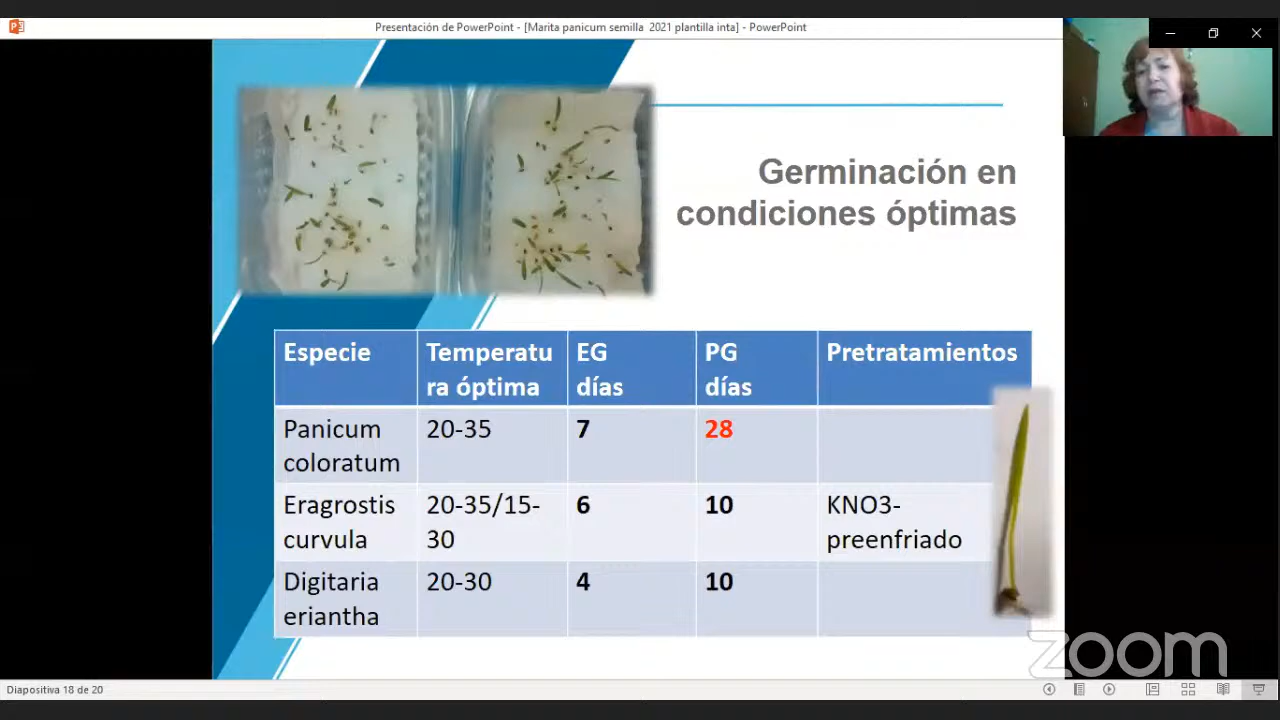 Presentación de PowerPoint - [Marita panicum semilla 2021 plantilla inta] - PowerPoint
Germinación en
condiciones óptimas
Especie
Temperatu
ra óptima
EG
días
PG
días
Pretratamientos
Panicum
coloratum
20-35
7
28
Eragrostis
curvula
20-35/15-
30
6
10
KNO3-
preenfriado
Digitaria
eriantha
20-30
4
10
zoom
Diapositiva 18 de 20